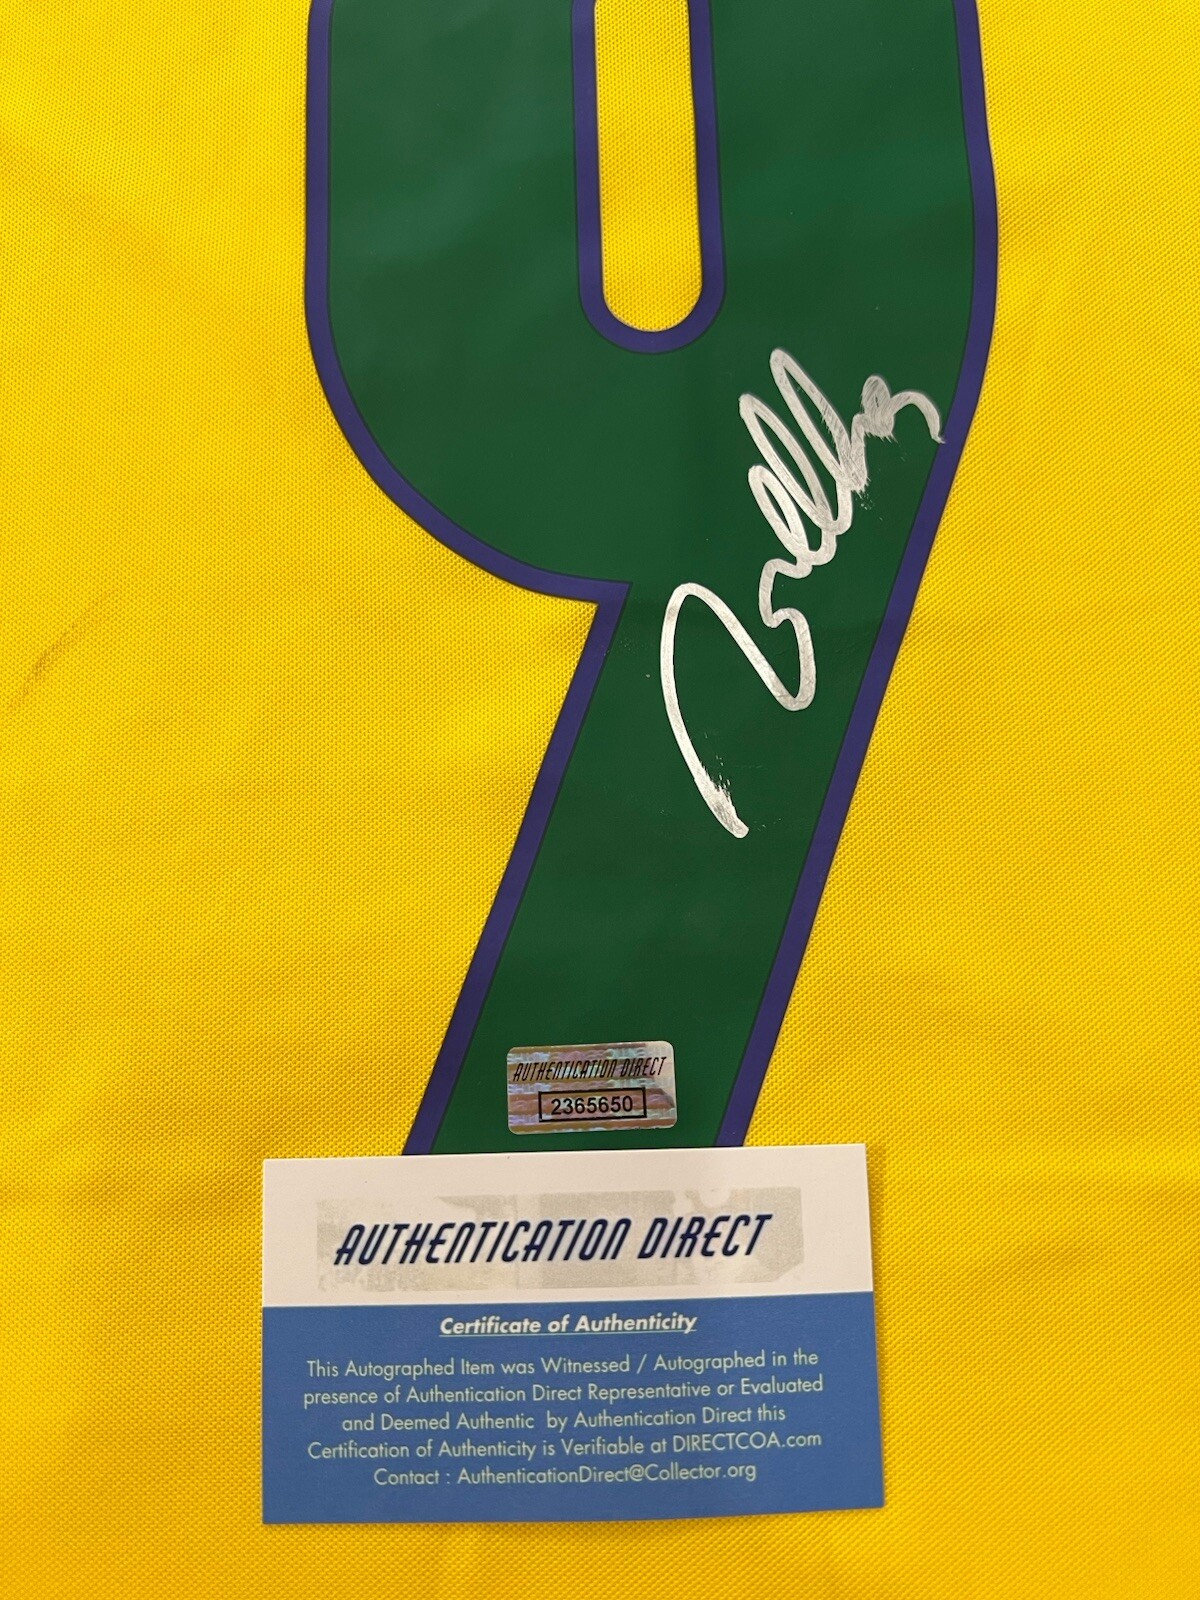 9
AUTHENTICATION DIRECT
2365650
AUTHENTICATION DIRECT
Certificate of Authenticity
This Autographed Item was Witnessed / Autographed in the
presence of Authentication Direct Representative or Evaluated
and Deemed Authentic by Authentication Direct this
Certification of Authenticity is Verifiable at DIRECTCOA.com
Contact : AuthenticationDirect@Collector.org